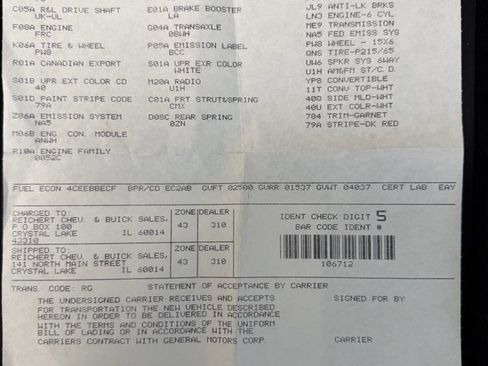 C05A R&L DRIVE SHAFT
UK-UL
F08A ENGINE
FRC
K08A TIRE & WHEEL
PW8
R01A CANADIAN EXPORT
S01B UPR EXT COLOR CD
40
S01D PAINT STRIPE CODE
79A
Z06A EMISSION SYSTEM
NA5
M06B ENG. CON. MODULE
ANWH
R10A ENGINE FAMILY
0052C
E01A BRAKE BOOSTER
LA
G04A TRANSAXLE
08WH
P05A EMISSION LABEL
BCC
S01A UPR EXR COLOR
WHITE
M20A RADIO
U1H
C01A FRT STRUT&SPRING
CMX
D08C REAR SPRING
0ZN
JL9 ANTI-LK BRKS
LN3 ENGINE-6 CYL
ME9 TRANSMISSION
NA5 FED EMISS SYS
PW8 WHEEL - 15X6
QNS TIRE-P215/65
UW6 SPKR SYS 6WAY
U1H AM&FM ST/C D.
YP8 CONVERTIBLE
11T CONV TOP-WHT
40D SIDE MLD-WHT
40U EXT COLR-WHT
784 TRIM-GARNET
79A STRIPE-DK RED
FUEL ECON 4CEEB8ECF BPR/CD EC2AB GVFT 02500 GVRR 01537 GVWT 04037 CERT LAB EAY
CHARGED TO:
REICHERT CHEV. & BUICK SALES,
P O BOX 100
CRYSTAL LAKE IL 60014
43310
ZONE DEALER
43 310
SHIPPED TO:
REICHERT CHEV. & BUICK SALES,
141 NORTH MAIN STREET
CRYSTAL LAKE IL 60014
ZONE DEALER
43 310
IDENT CHECK DIGIT 5
BAR CODE IDENT #
106712
TRANS. CODE: RG STATEMENT OF ACCEPTANCE BY CARRIER
THE UNDERSIGNED CARRIER RECEIVES AND ACCEPTS SIGNED FOR BY
FOR TRANSPORTATION THE NEW VEHICLE DESCRIBED
HEREON IN ORDER TO BE DELIVERED IN ACCORDANCE
WITH THE TERMS AND CONDITIONS OF THE UNIFORM
BILL OF LADING OR IN ACCORDANCE WITH THE
CARRIERS CONTRACT WITH GENERAL MOTORS CORP. CARRIER